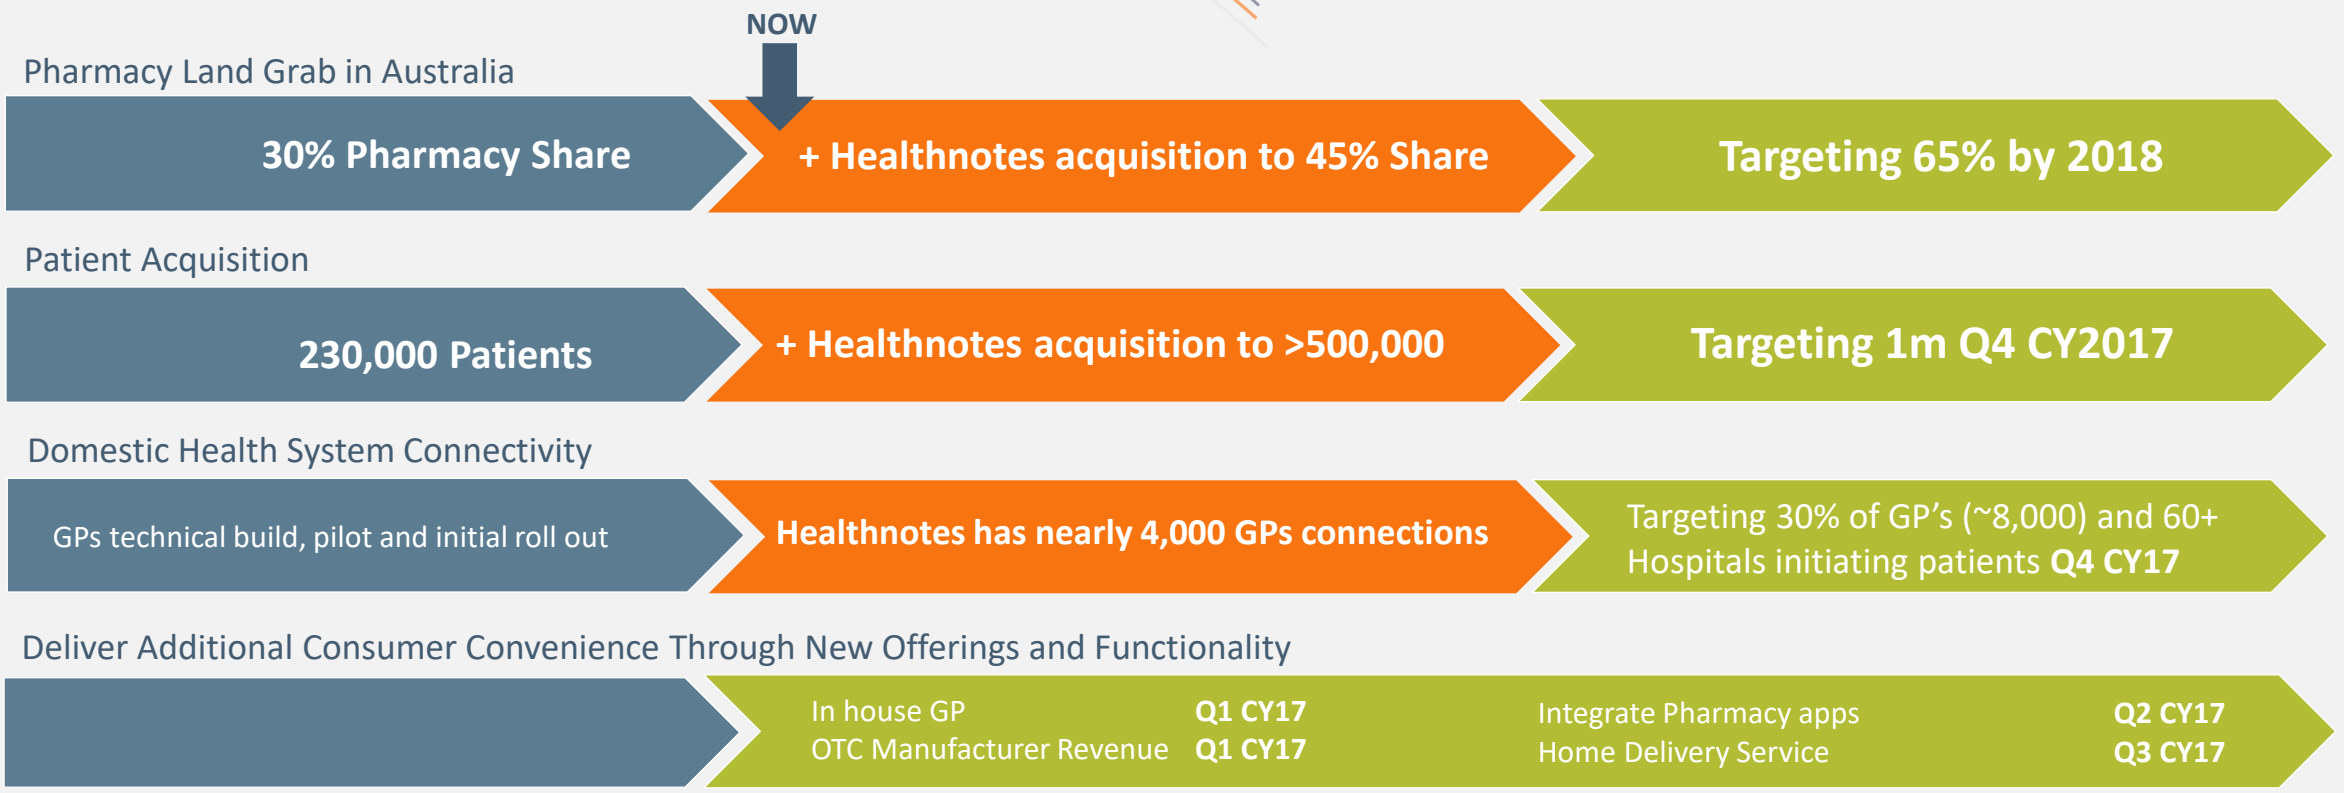 NOW
Pharmacy Land Grab in Australia
30% Pharmacy Share
+ Healthnotes acquisition to 45% Share
Targeting 65% by 2018
Patient Acquisition
230,000 Patients
+ Healthnotes acquisition to >500,000
Targeting 1m Q4 CY2017
Domestic Health System Connectivity
GPs technical build, pilot and initial roll out
Healthnotes has nearly 4,000 GPs connections
Targeting 30% of GP’s (~8,000) and 60+
Hospitals initiating patients Q4 CY17
Deliver Additional Consumer Convenience Through New Offerings and Functionality
In house GP Q1 CY17
OTC Manufacturer Revenue Q1 CY17
Integrate Pharmacy apps Q2 CY17
Home Delivery Service Q3 CY17